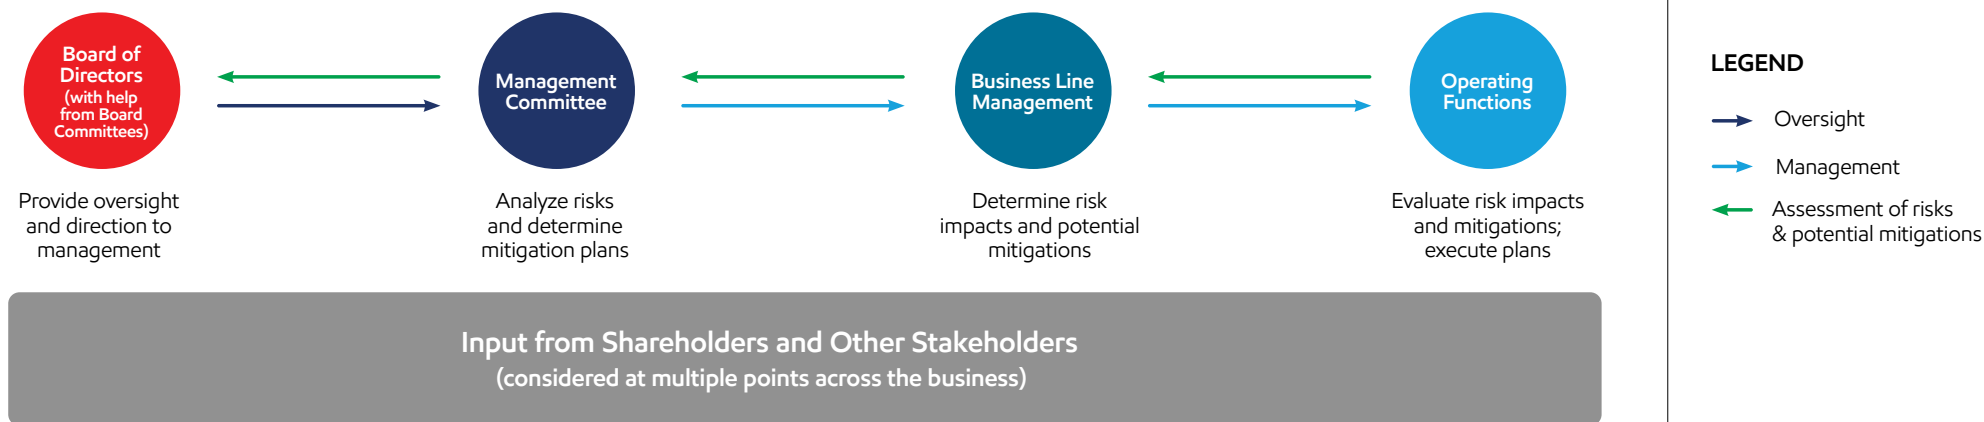 Board of
Directors
(with help
from Board
Committees)
Management
Committee
Business Line
Management
Operating
Functions
Provide oversight
and direction to
management
Analyze risks
and determine
mitigation plans
Determine risk
impacts and potential
mitigations
Evaluate risk impacts
and mitigations;
execute plans
Input from Shareholders and Other Stakeholders
(considered at multiple points across the business)
LEGEND
Oversight
Management
Assessment of risks
& potential mitigations